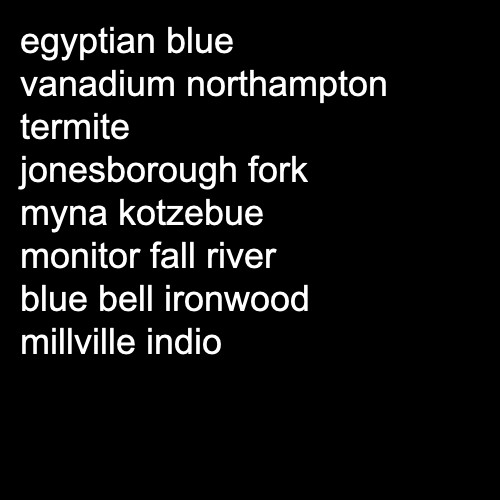 egyptian blue
vanadium northampton
termite
jonesborough fork
myna kotzebue
monitor fall river
blue bell ironwood
millville indio